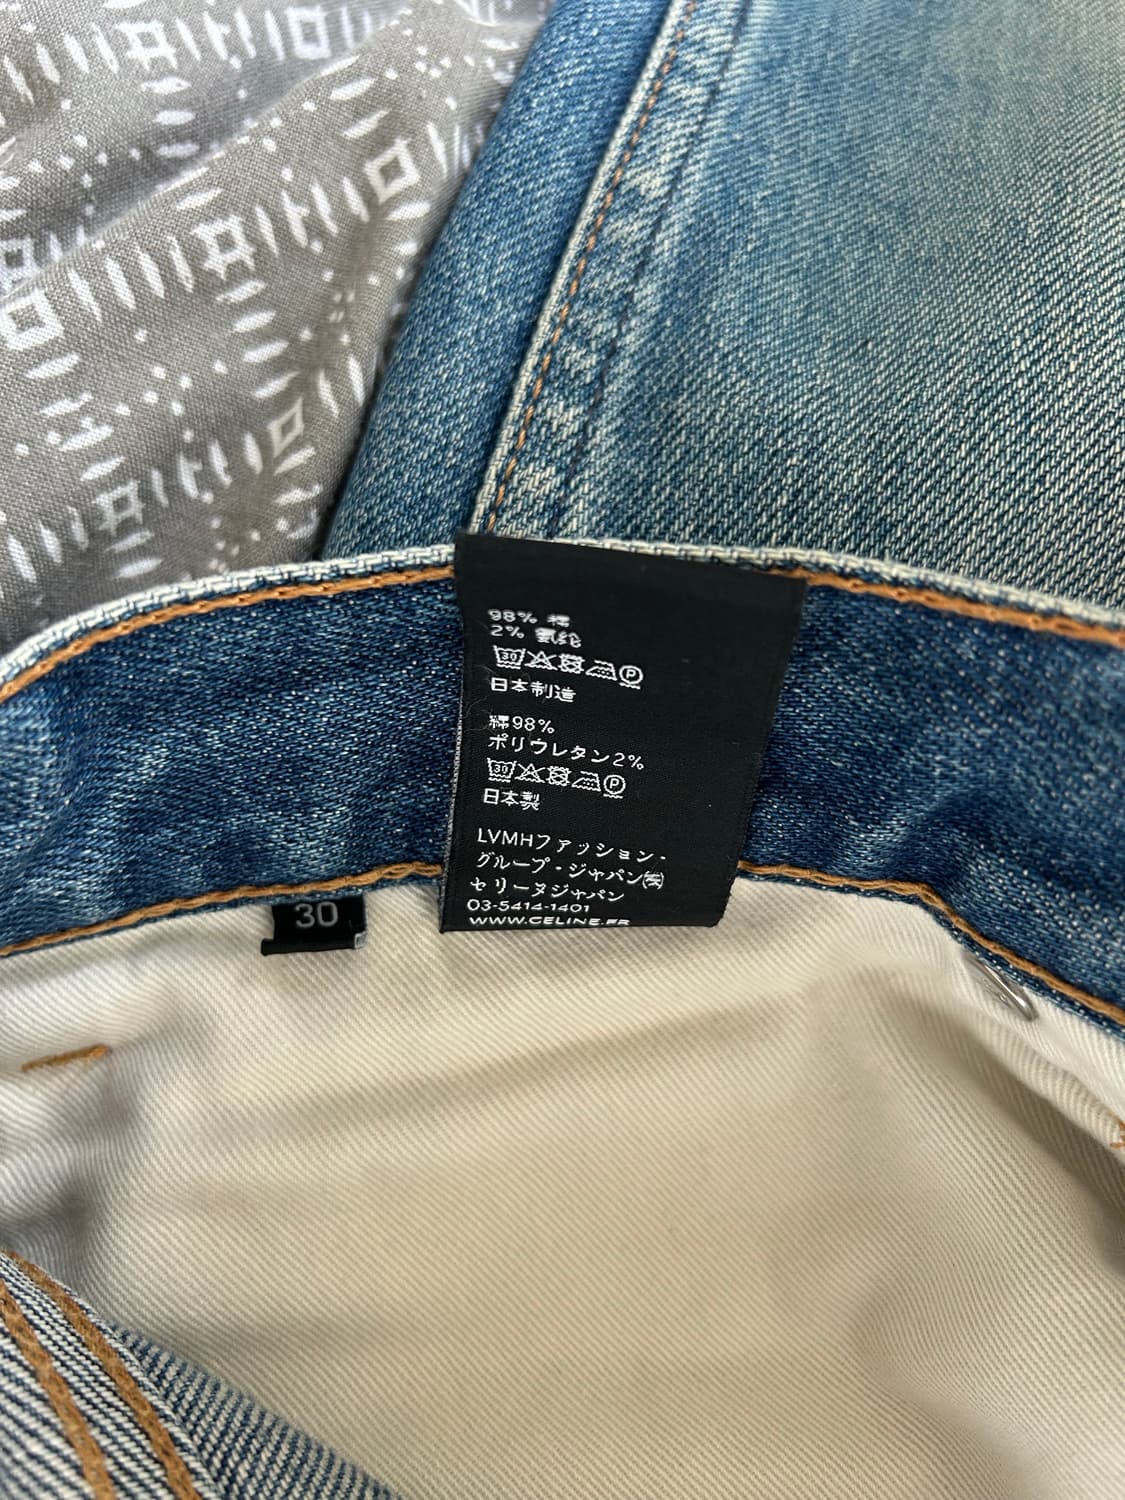 98% 棉
2% 氨纶
30 P
日本制造
綿98%
ポリウレタン2%
30 P
日本製
LVMHファッション・
グループ・ジャパン㈱
セリーヌジャパン
03-5414-1401
WWW.CELINE.FR
30